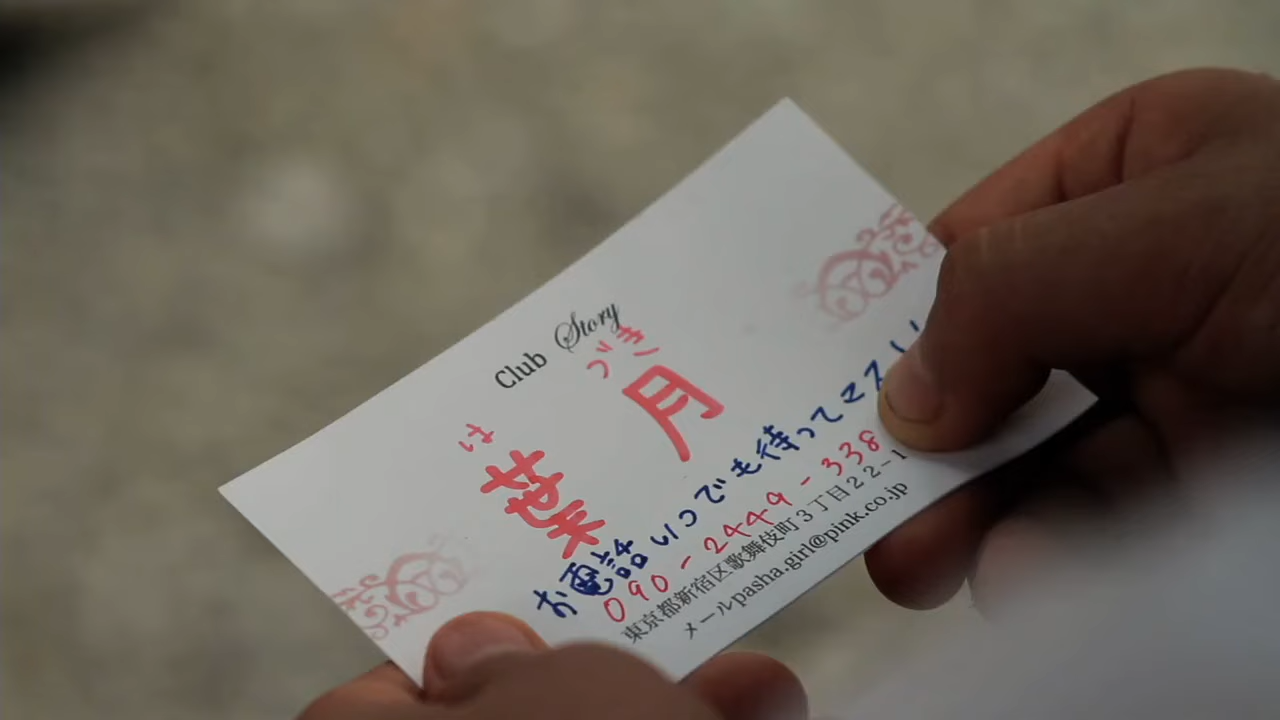 Club Story
はづき
葉月
お電話いつでも待ってマス
090-2449-338
東京都新宿区歌舞伎町3丁目22-1
メールpasha.girl@pink.co.jp